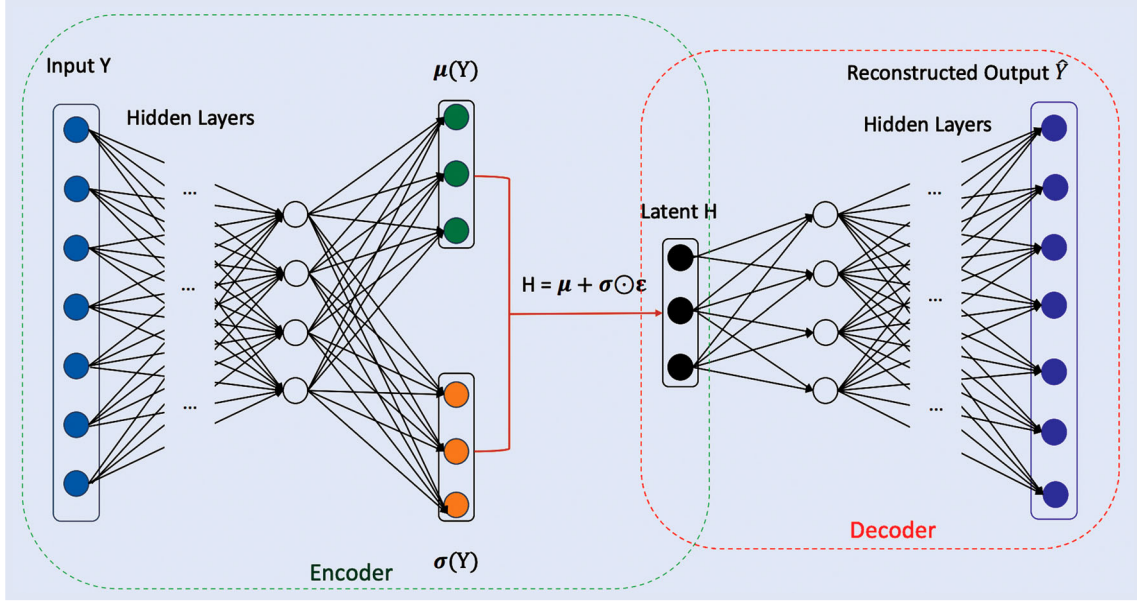 Input Y
Hidden Layers
...
...
...
μ(Y)
σ(Y)
Encoder
H = μ + σ⊙ε
Latent H
Reconstructed Output Ŷ
Hidden Layers
...
...
...
Decoder